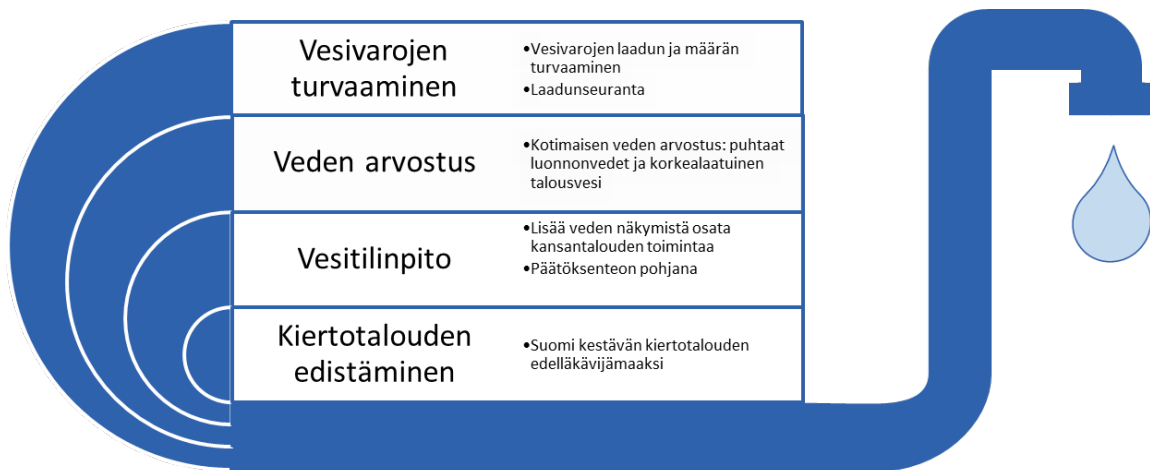 Vesivarojen
turvaaminen
•Vesivarojen laadun ja määrän
turvaaminen
•Laadunseuranta
Veden arvostus
•Kotimaisen veden arvostus: puhtaat
luonnonvedet ja korkealaatuinen
talousvesi
Vesitilinpito
•Lisää veden näkymistä osata
kansantalouden toimintaa
•Päätöksenteon pohjana
Kiertotalouden
edistäminen
•Suomi kestävän kiertotalouden
edelläkävijämaaksi